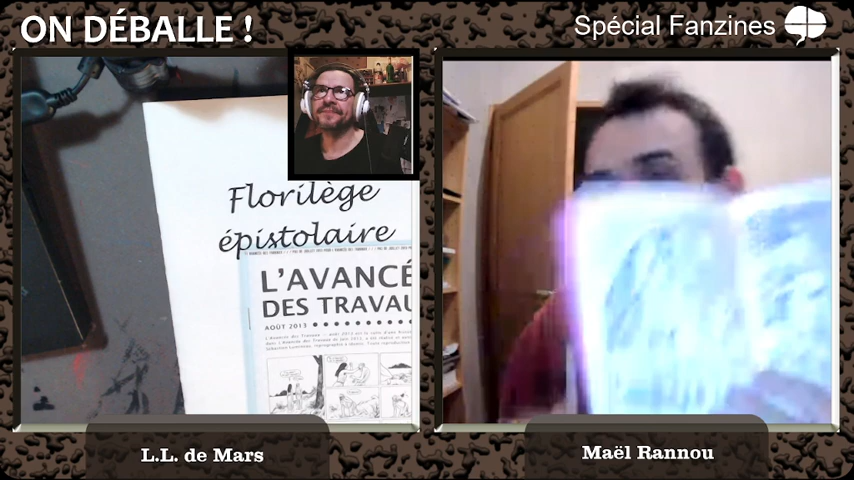 ON DÉBALLE !
Spécial Fanzines
Florilège
épistolaire
L'AVANCÉ
DES TRAVAU
AOÛT 2013
L.L. de Mars
Maël Rannou